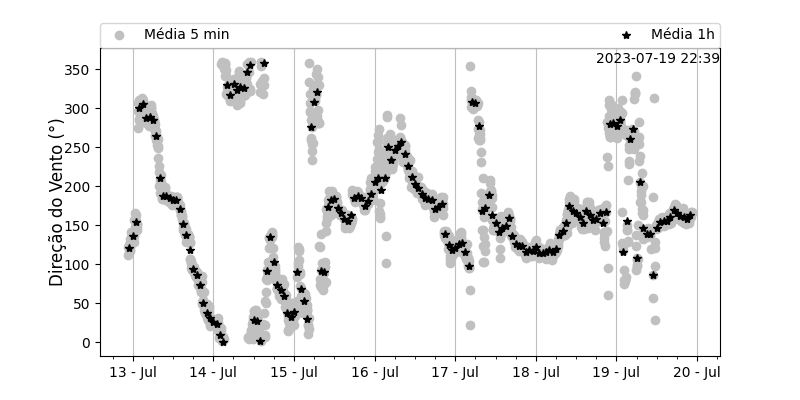 Média 5 min
Média 1h
2023-07-19 22:39
Direção do Vento (°)
350
300
250
200
150
100
50
0
13 - Jul
14 - Jul
15 - Jul
16 - Jul
17 - Jul
18 - Jul
19 - Jul
20 - Jul